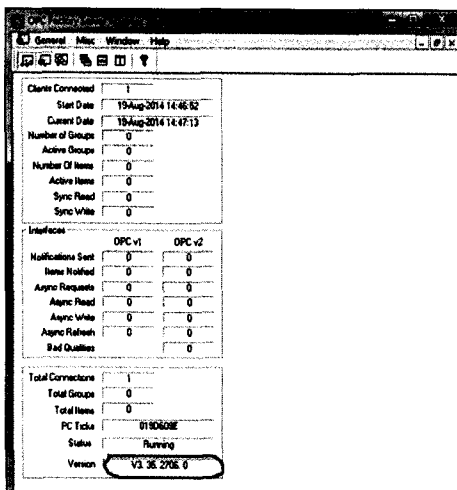 OPC
General Misc Window Help
Clients Connected 1
Start Date 19-Aug-2014 14:46:52
Current Date 19-Aug-2014 14:47:13
Number of Groups 0
Active Groups 0
Number Of Items 0
Active Items 0
Sync Read 0
Sync Write 0
Interfaces
OPC v1 OPC v2
Notifications Sent 0 0
Items Notified 0 0
Async Requests 0 0
Async Read 0 0
Async Write 0 0
Async Refresh 0 0
Bad Qualities 0
Total Connections 1
Total Groups 0
Total Items 0
PC Ticks 019D609E
Status Running
Version V3. 35. 2706. 0